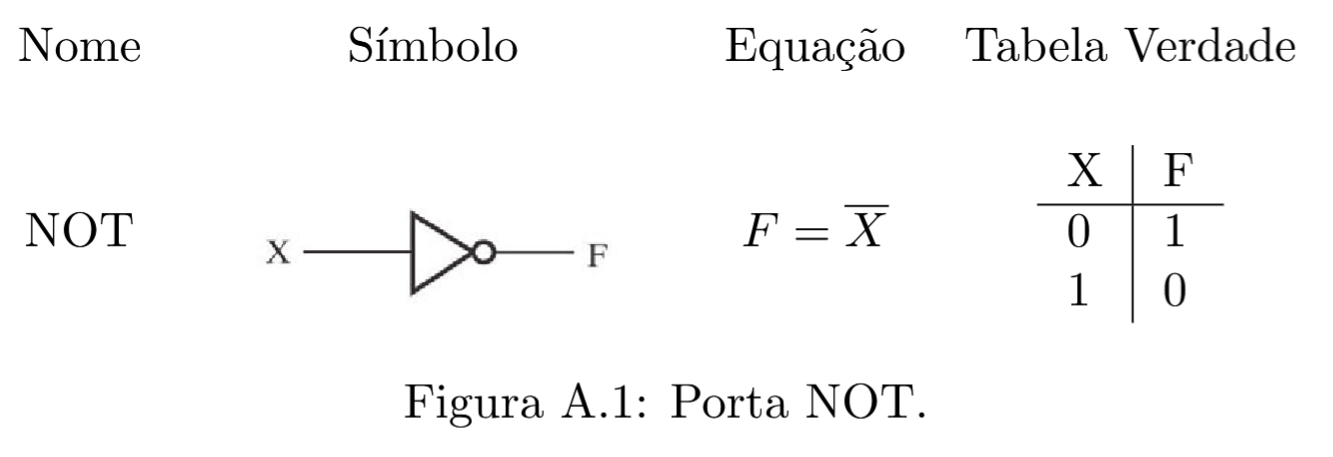 Nome Símbolo Equação Tabela Verdade
X F
NOT X F F = X̅ 0 1
1 0
Figura A.1: Porta NOT.